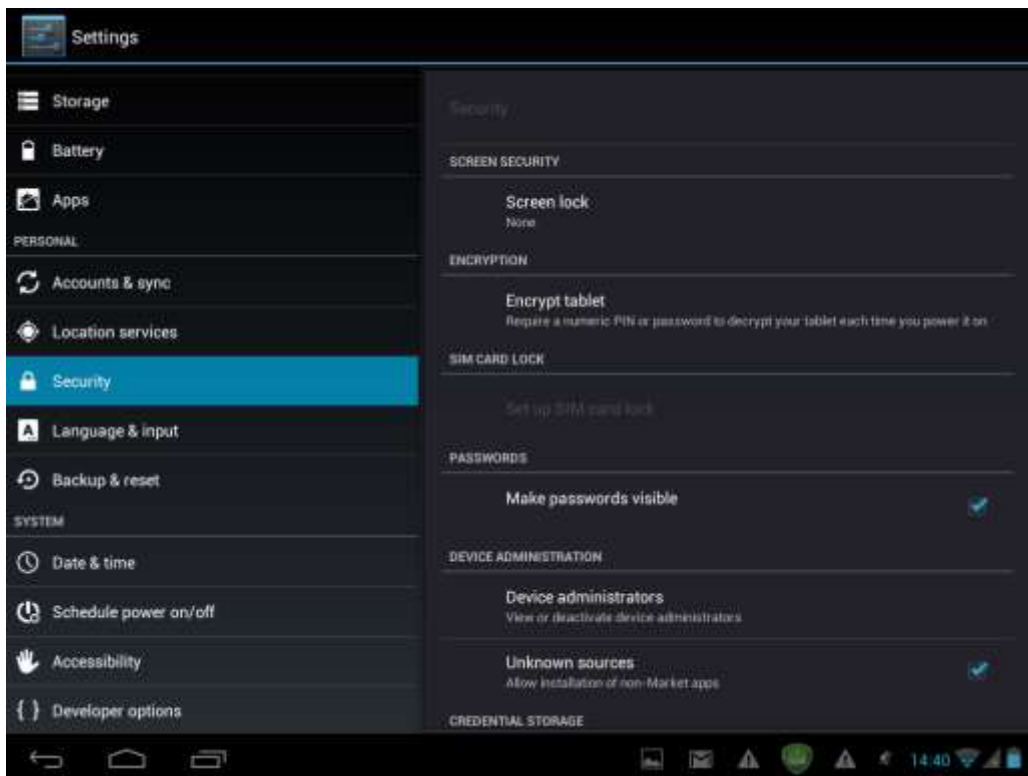 Settings
Storage
Battery
Apps
PERSONAL
Accounts & sync
Location services
Security
Language & input
Backup & reset
SYSTEM
Date & time
Schedule power on/off
Accessibility
{ } Developer options
Security
SCREEN SECURITY
Screen lock
None
ENCRYPTION
Encrypt tablet
Require a numeric PIN or password to decrypt your tablet each time you power it on
SIM CARD LOCK
Set up SIM card lock
PASSWORDS
Make passwords visible
DEVICE ADMINISTRATION
Device administrators
View or deactivate device administrators
Unknown sources
Allow installation of non-Market apps
CREDENTIAL STORAGE
14:40